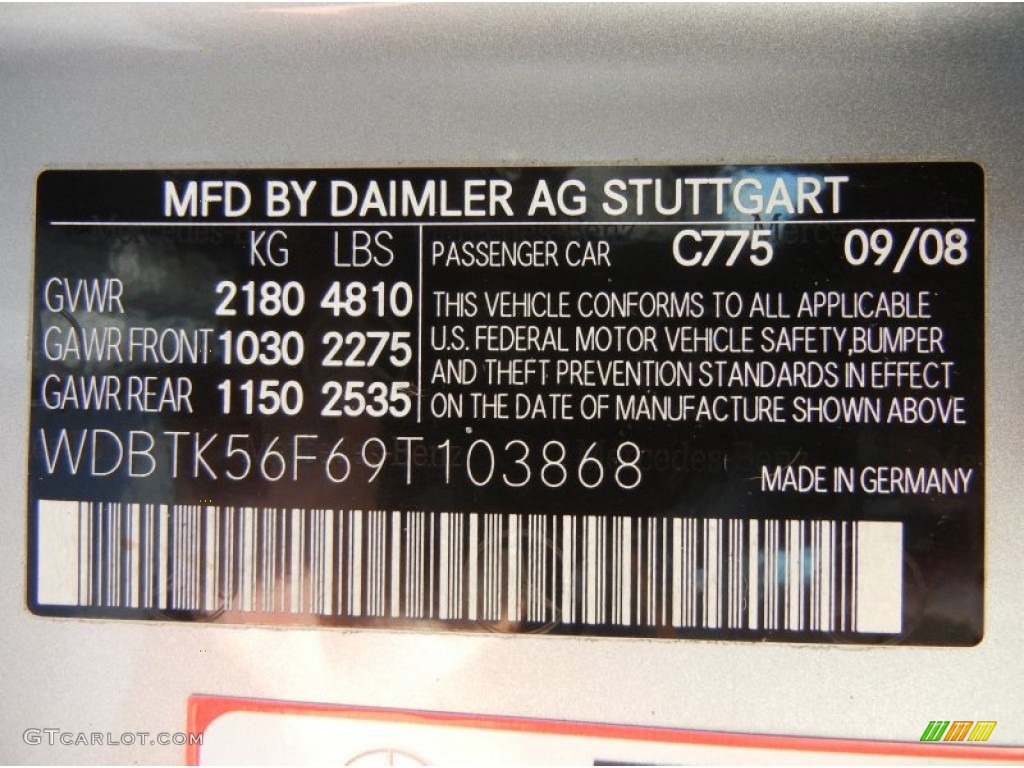 MFD BY DAIMLER AG STUTTGART
KG LBS
GVWR 2180 4810
GAWR FRONT 1030 2275
GAWR REAR 1150 2535
PASSENGER CAR C775 09/08
THIS VEHICLE CONFORMS TO ALL APPLICABLE
U.S. FEDERAL MOTOR VEHICLE SAFETY,BUMPER
AND THEFT PREVENTION STANDARDS IN EFFECT
ON THE DATE OF MANUFACTURE SHOWN ABOVE
WDBTK56F69T103868
MADE IN GERMANY
GTCARLOT.COM